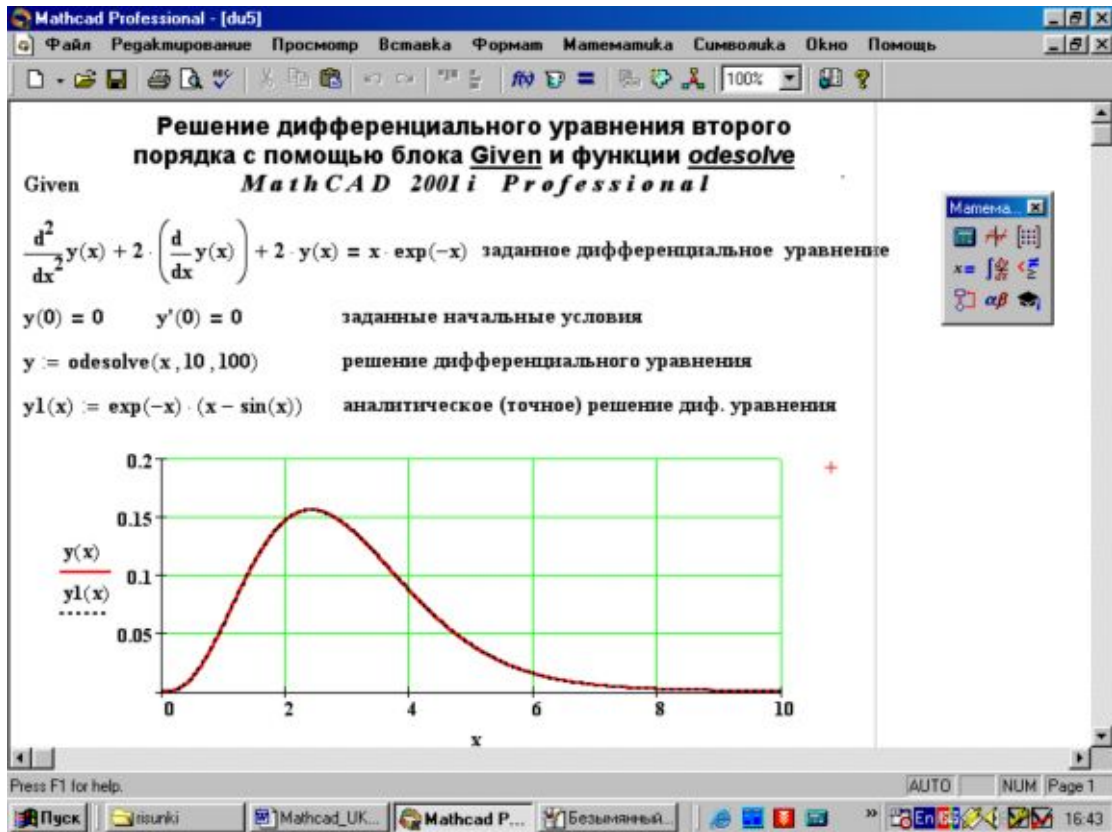 Mathcad Professional - [du5]
Файл Редактирование Просмотр Вставка Формат Математика Символика Окно Помощь
100%
Решение дифференциального уравнения второго
порядка с помощью блока Given и функции odesolve
Given MathCAD 2001i Professional
d²/dx² y(x) + 2 · (d/dx y(x)) + 2 · y(x) = x · exp(−x) заданное дифференциальное уравнение
y(0) = 0 y'(0) = 0 заданные начальные условия
y := odesolve(x, 10, 100) решение дифференциального уравнения
y1(x) := exp(−x) · (x − sin(x)) аналитическое (точное) решение диф. уравнения
Матема...
x= αβ
0.2
0.15
0.1
0.05
y(x)
y1(x)
0 2 4 6 8 10
x
Press F1 for help.
AUTO NUM Page 1
Пуск risunki Mathcad_UK... Mathcad P... Безымянный... » En 16:43